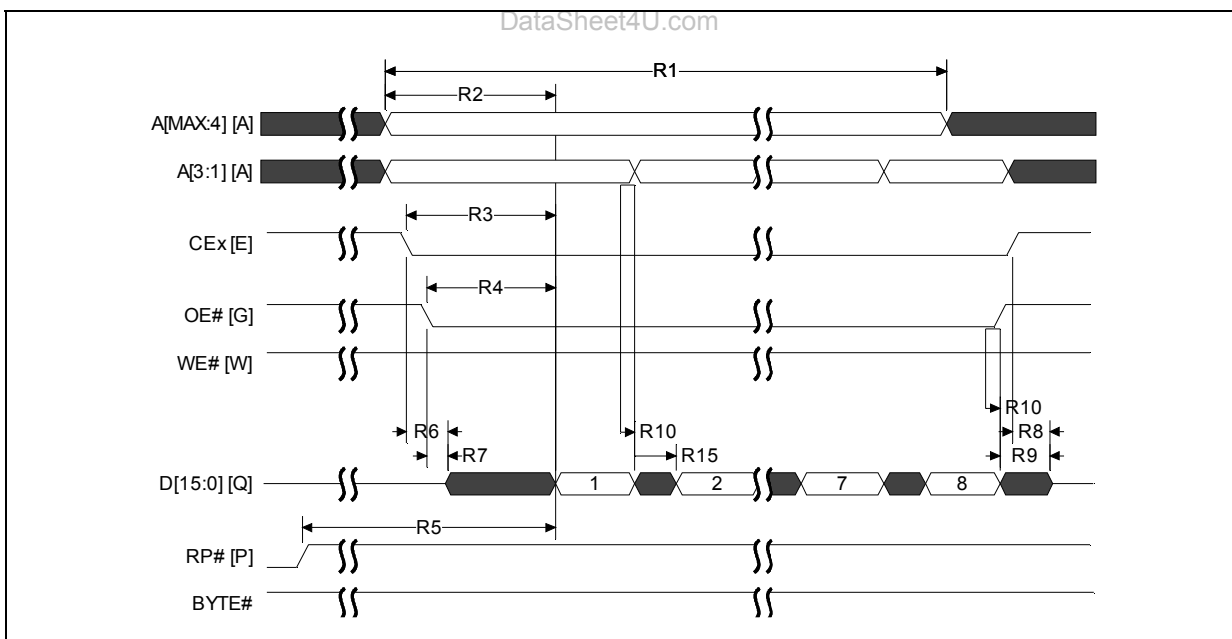 DataSheet4U.com
R1
R2
A[MAX:4] [A]
A[3:1] [A]
R3
CEx [E]
R4
OE# [G]
WE# [W]
R10
R6
R10
R8
R7
R15
R9
D[15:0] [Q]
1
2
7
8
R5
RP# [P]
BYTE#